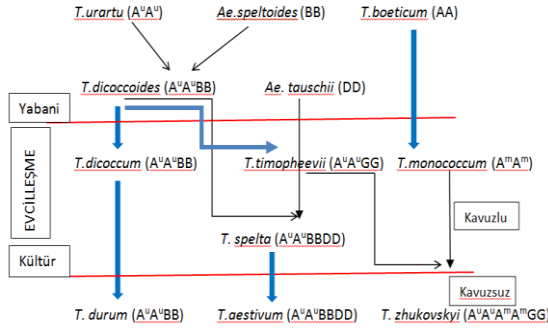 T.urartu (AᵘAᵘ) Ae.speltoides (BB) T.boeticum (AA)
T.dicoccoides (AᵘAᵘBB) Ae. tauschii (DD)
Yabani
EVCİLLEŞME
T.dicoccum (AᵘAᵘBB) T.timopheevii (AᵘAᵘGG) T.monococcum (AᵐAᵐ)
Kavuzlu
T. spelta (AᵘAᵘBBDD)
Kültür
Kavuzsuz
T. durum (AᵘAᵘBB) T.aestivum (AᵘAᵘBBDD) T. zhukovskyi (AᵘAᵘAᵐAᵐGG)